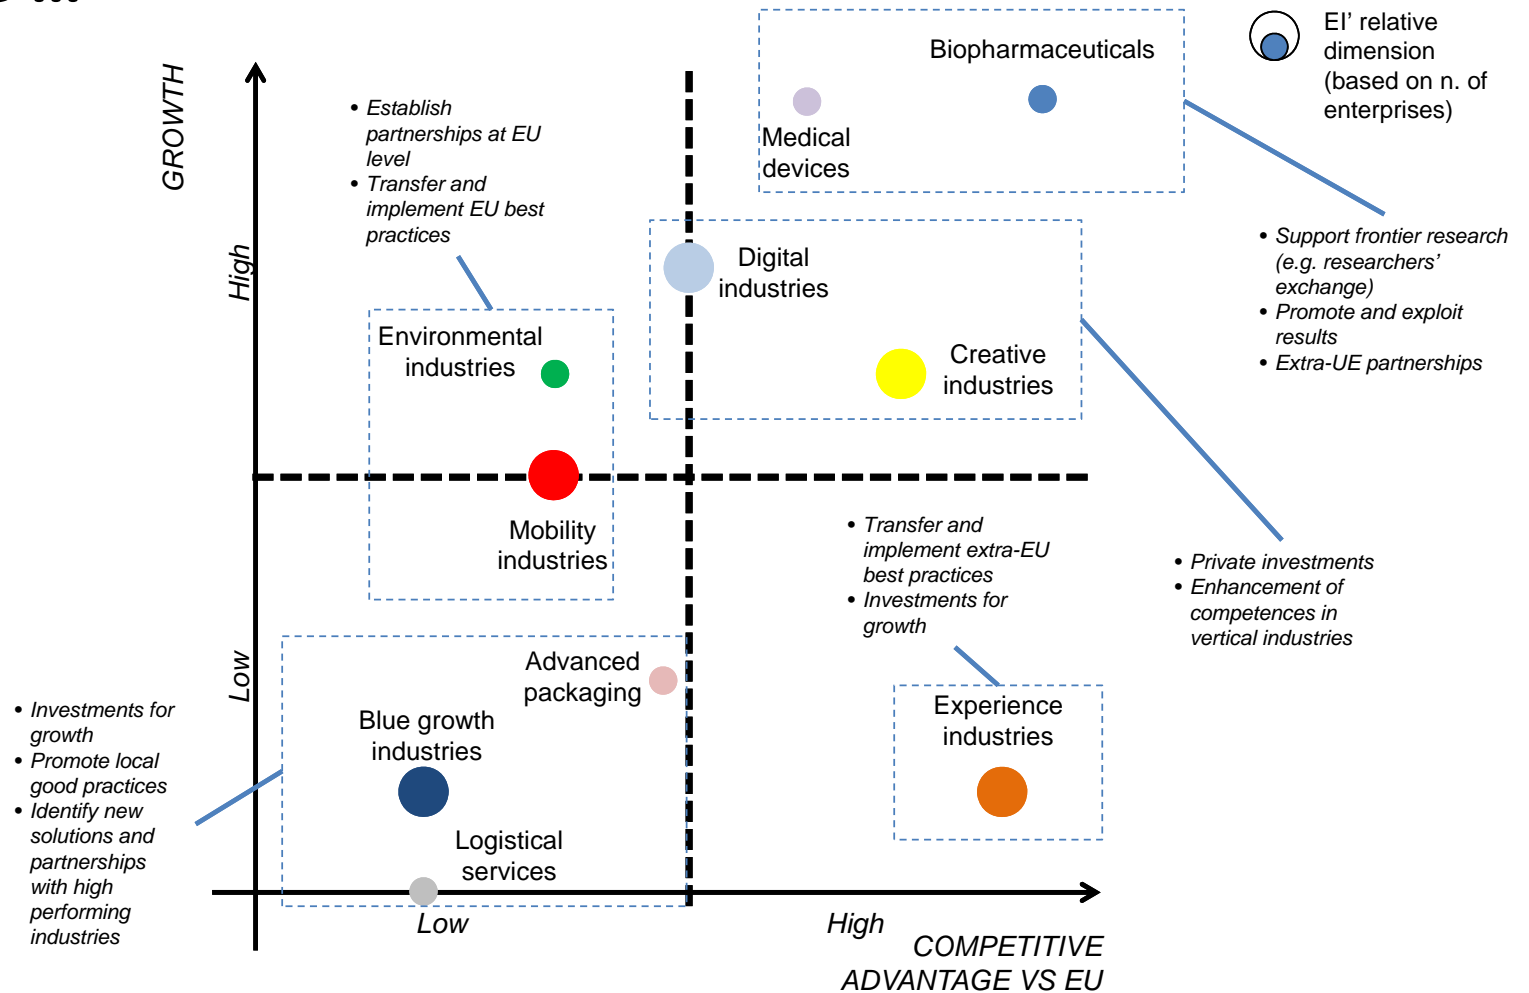 EI’ relative
dimension
(based on n. of
enterprises)
GROWTH
High
Low
Biopharmaceuticals
Medical
devices
• Establish
partnerships at EU
level
• Transfer and
implement EU best
practices
Digital
industries
• Support frontier research
(e.g. researchers’
exchange)
• Promote and exploit
results
• Extra-UE partnerships
Environmental
industries
Creative
industries
Mobility
industries
• Transfer and
implement extra-EU
best practices
• Investments for
growth
• Private investments
• Enhancement of
competences in
vertical industries
Advanced
packaging
Blue growth
industries
Experience
industries
• Investments for
growth
• Promote local
good practices
• Identify new
solutions and
partnerships
with high
performing
industries
Logistical
services
Low
High
COMPETITIVE
ADVANTAGE VS EU